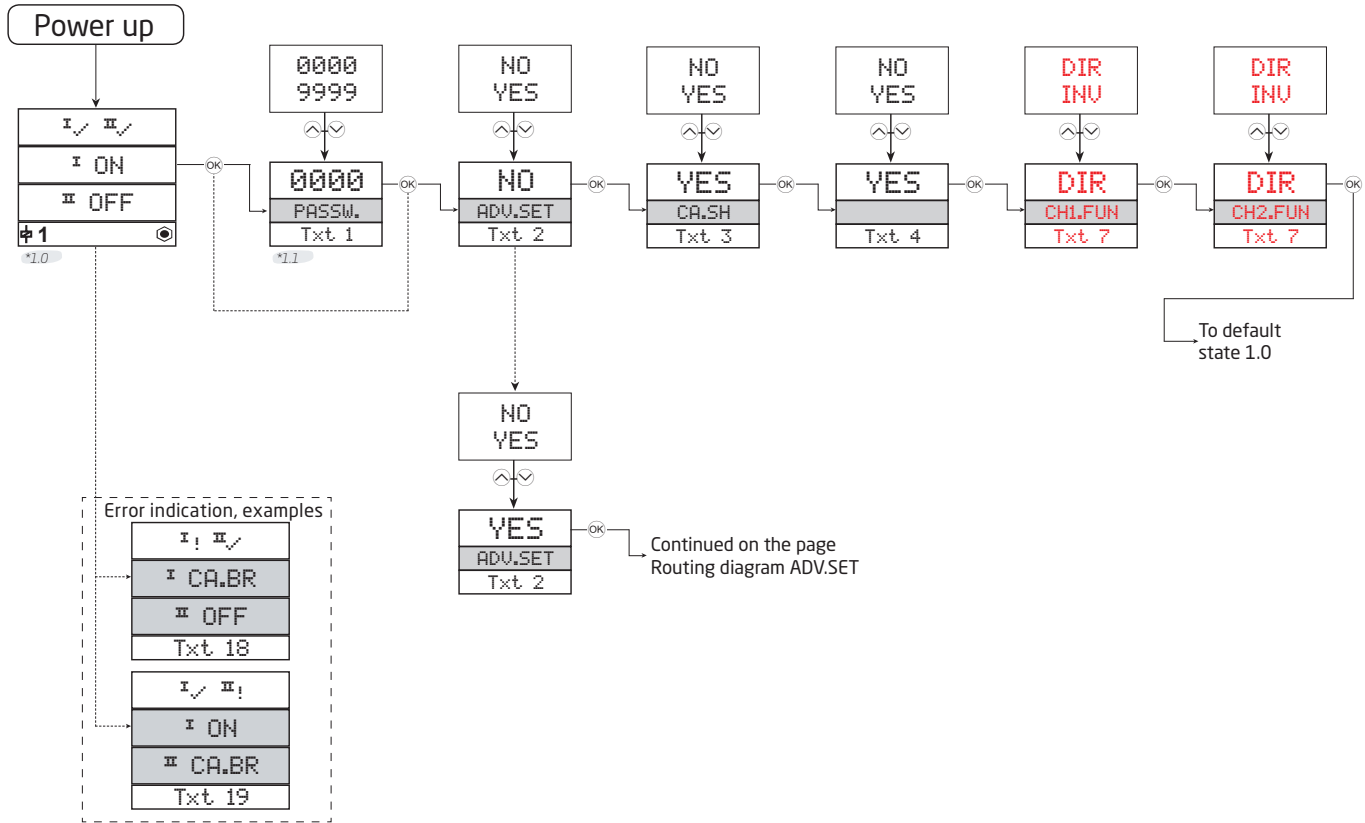 Power up
I✓ II✓
I ON
II OFF
1
*1.0
OK
0000
9999
0000
PASSW.
Txt 1
*1.1
OK
NO
YES
NO
ADV.SET
Txt 2
OK
NO
YES
YES
CA.SH
Txt 3
OK
NO
YES
YES
Txt 4
OK
DIR
INV
DIR
CH1.FUN
Txt 7
OK
DIR
INV
DIR
CH2.FUN
Txt 7
OK
To default
state 1.0
NO
YES
YES
ADV.SET
Txt 2
OK
Continued on the page
Routing diagram ADV.SET
Error indication, examples
I! II✓
I CA.BR
II OFF
Txt 18
I✓ II!
I ON
II CA.BR
Txt 19